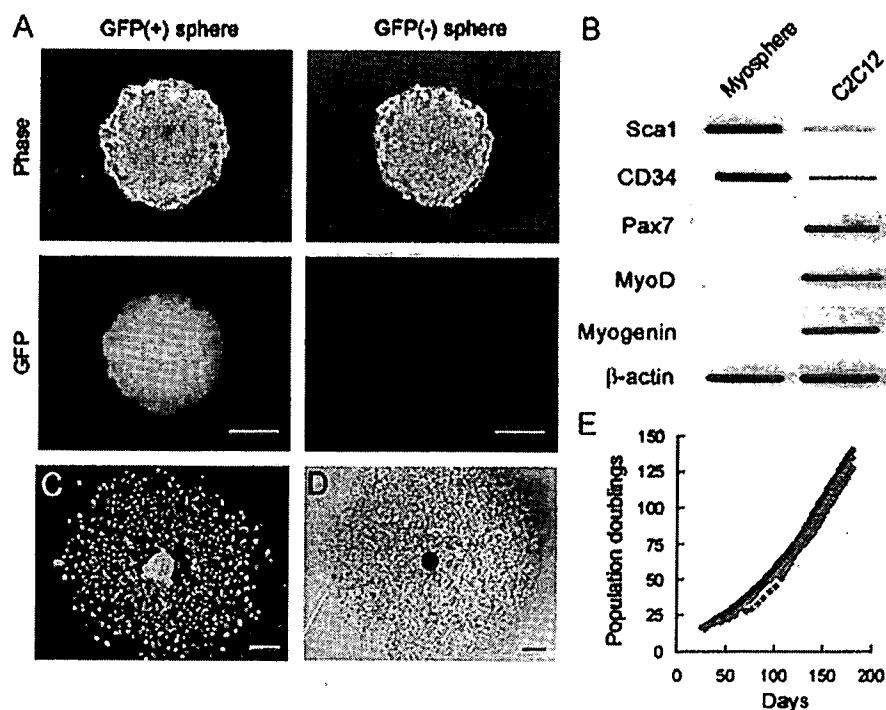 A
GFP(+) sphere
GFP(-) sphere
Phase
GFP
B
Myosphere
C2C12
Sca1
CD34
Pax7
MyoD
Myogenin
β-actin
C
D
E
Population doublings
150
125
100
75
50
25
0
0 50 100 150 200
Days